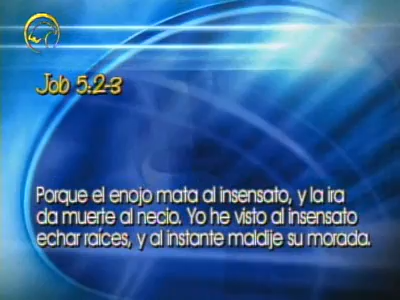 Job 5:2-3
Porque el enojo mata al insensato, y la ira
da muerte al necio. Yo he visto al insensato
echar raíces, y al instante maldije su morada.